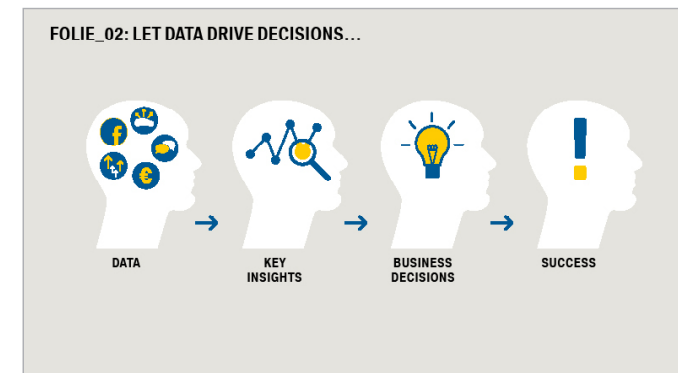 FOLIE_02: LET DATA DRIVE DECISIONS...
DATA
KEY
INSIGHTS
BUSINESS
DECISIONS
SUCCESS